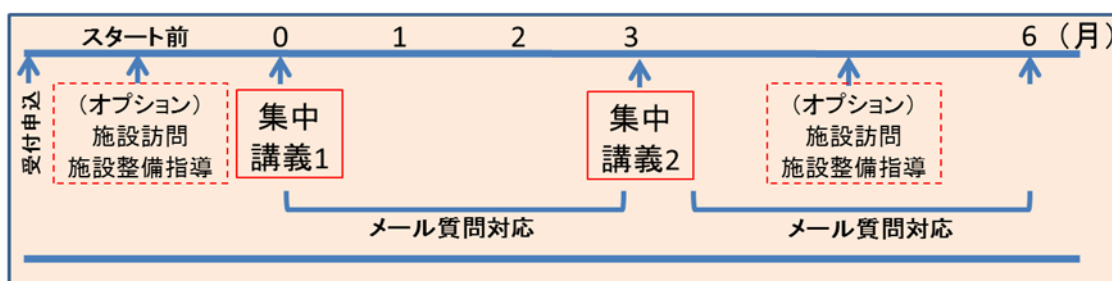 スタート前 0 1 2 3 6 (月)
受付申込
(オプション)
施設訪問
施設整備指導
集中
講義1
集中
講義2
(オプション)
施設訪問
施設整備指導
メール質問対応
メール質問対応